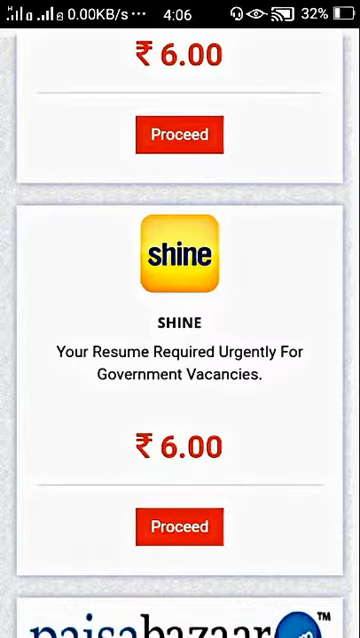 0.00KB/s ... 4:06 32%
₹ 6.00
Proceed
shine
SHINE
Your Resume Required Urgently For
Government Vacancies.
₹ 6.00
Proceed
paisabazaar TM